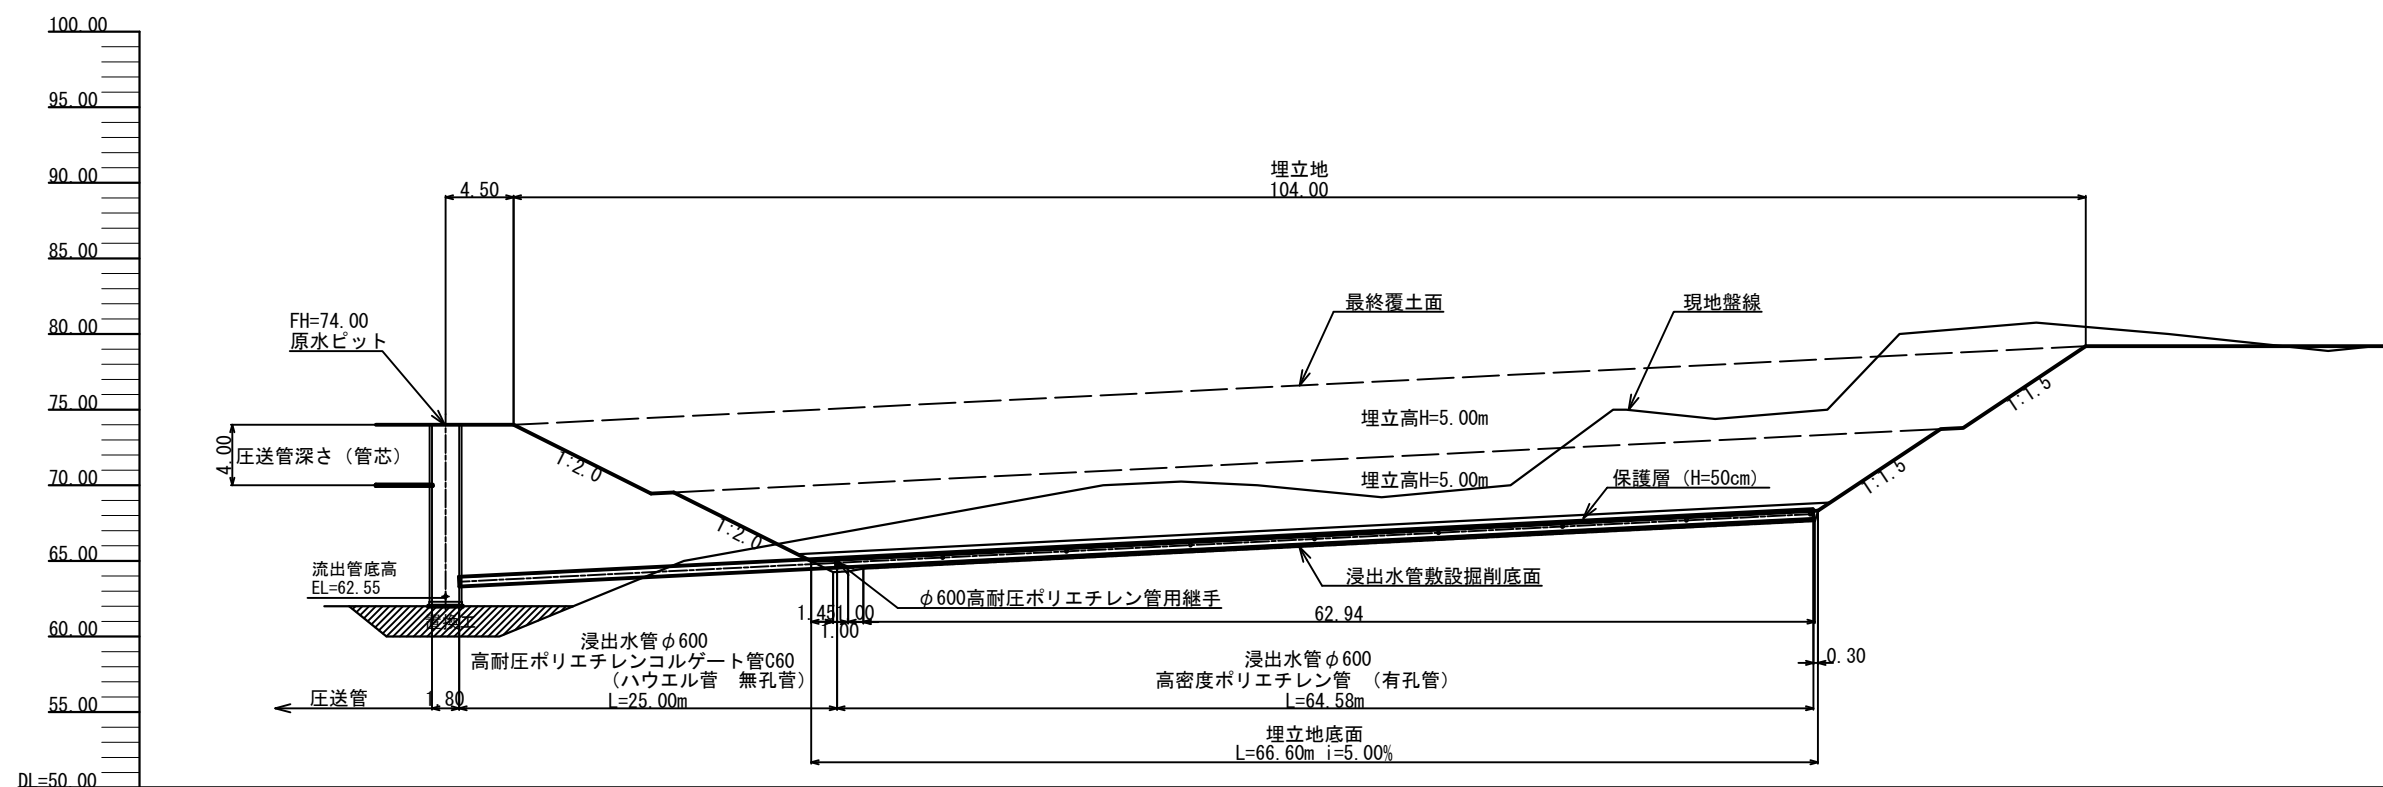 100.00
95.00
90.00
85.00
80.00
75.00
70.00
65.00
60.00
55.00
DL=50.00
埋立地
4.50
104.00
最終覆土面
現地盤線
FH=74.00
原水ピット
4.00
圧送管深さ（管芯）
埋立高H=5.00m
1:1.5
1:2.0
埋立高H=5.00m
保護層（H=50cm）
1:1.5
1:2.0
流出管底高
EL=62.55
浸出水管敷設掘削底面
φ600高耐圧ポリエチレン管用継手
1.45
1.00
1.00
62.94
置換工
浸出水管φ600
高耐圧ポリエチレンコルゲート管C60
（ハウエル菅　無孔菅）
L=25.00m
浸出水管φ600
高密度ポリエチレン管　（有孔管）
L=64.58m
0.30
圧送管
1.80
埋立地底面
L=66.60m i=5.00%